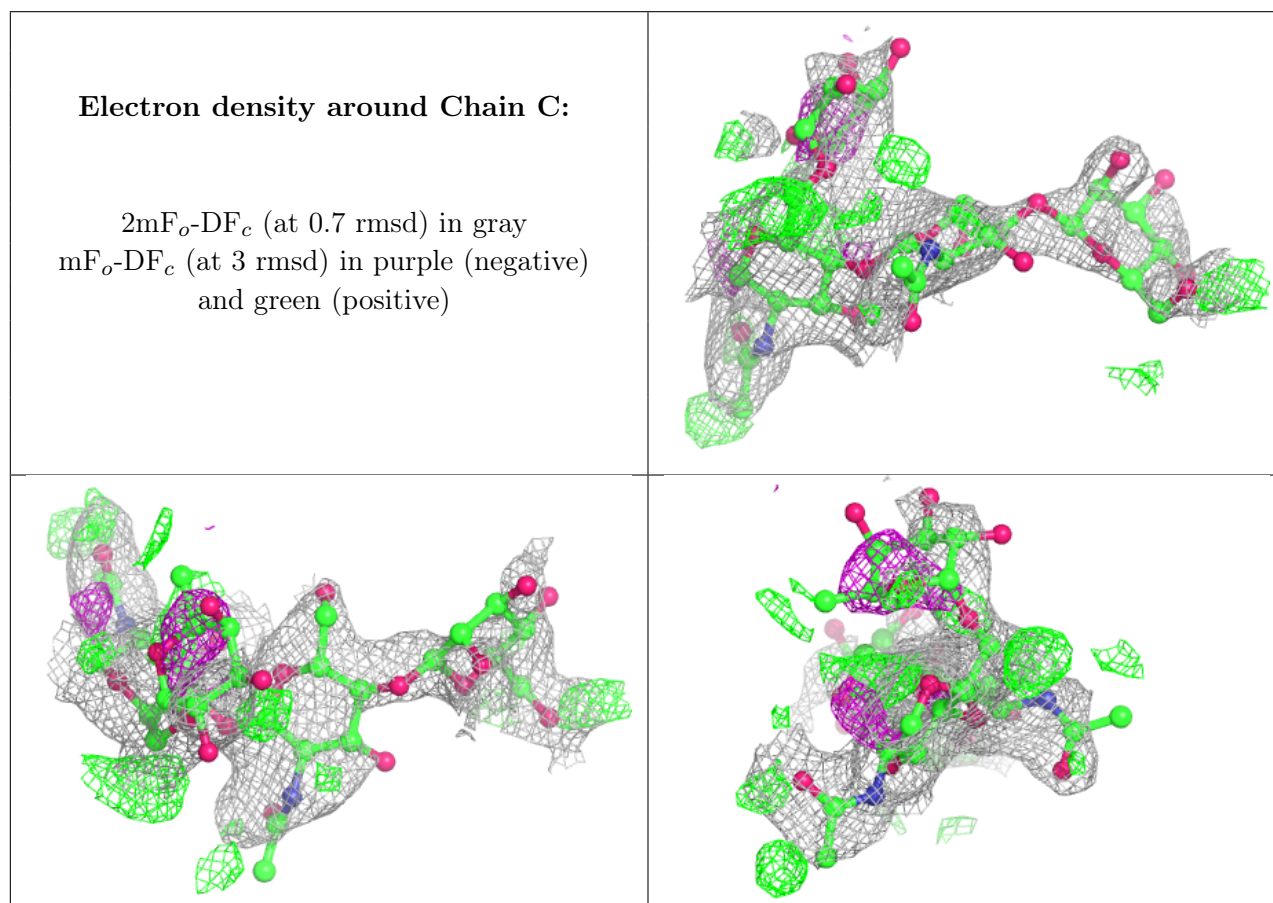 Electron density around Chain C:
2mFo-DFc (at 0.7 rmsd) in gray
mFo-DFc (at 3 rmsd) in purple (negative)
and green (positive)